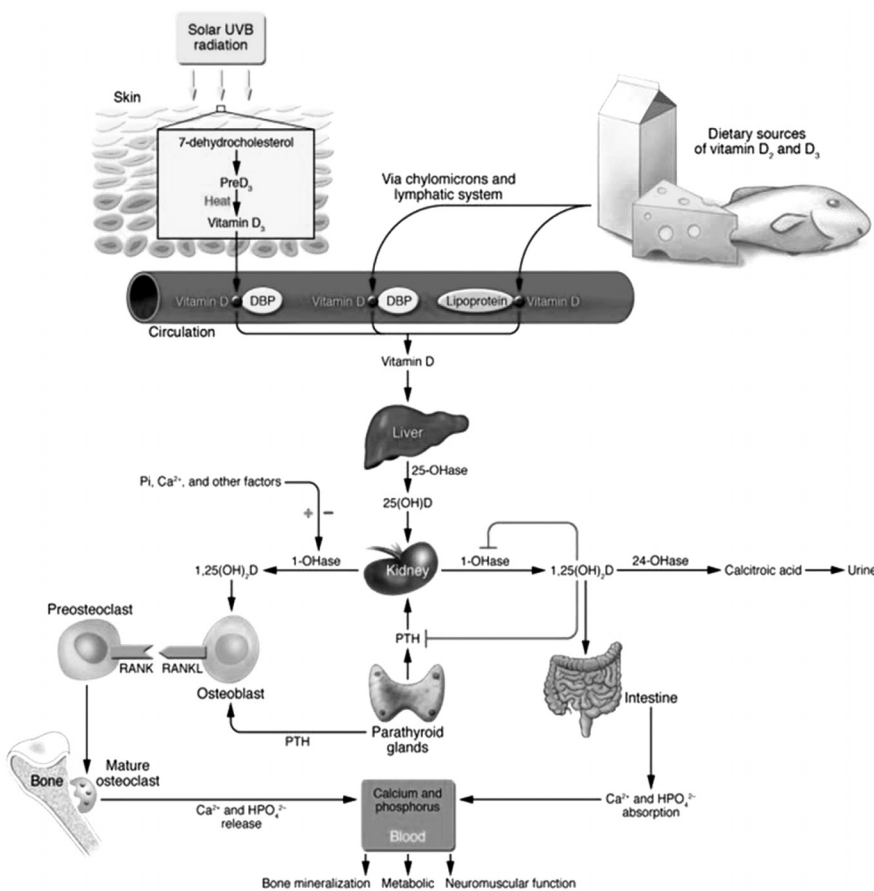 Solar UVB
radiation
Skin
7-dehydrocholesterol
PreD₃
Heat
Vitamin D₃
Via chylomicrons and
lymphatic system
Dietary sources
of vitamin D₂ and D₃
Vitamin D
DBP
Vitamin D
DBP
Lipoprotein
Vitamin D
Circulation
Vitamin D
Liver
25-OHase
Pi, Ca²⁺, and other factors
25(OH)D
+ −
1,25(OH)₂D
1-OHase
Kidney
1-OHase
1,25(OH)₂D
24-OHase
Calcitroic acid
Urine
Preosteoclast
RANK
RANKL
Osteoblast
PTH
Parathyroid
glands
PTH
Intestine
Bone
Mature
osteoclast
Ca²⁺ and HPO₄²⁻
release
Calcium and
phosphorus
Blood
Ca²⁺ and HPO₄²⁻
absorption
Bone mineralization
Metabolic
Neuromuscular function